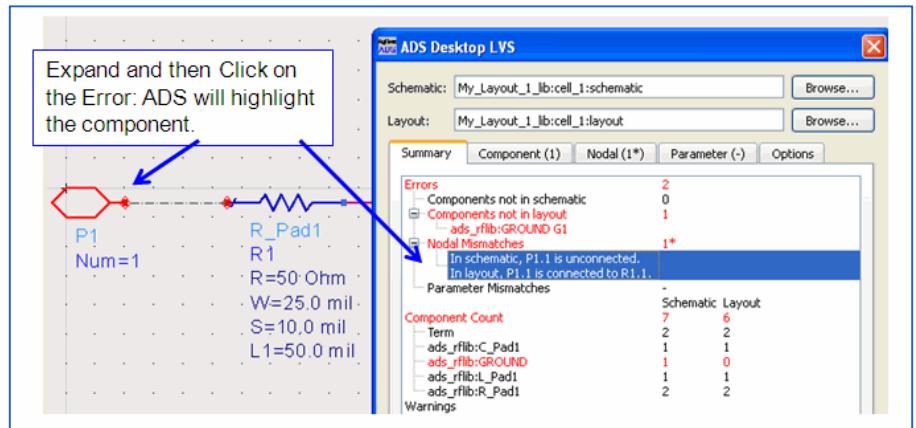 Expand and then Click on
the Error: ADS will highlight
the component.
P1
Num=1
R_Pad1
R1
R=50 Ohm
W=25.0 mil
S=10.0 mil
L1=50.0 mil
ADS Desktop LVS
Schematic: My_Layout_1_lib:cell_1:schematic Browse...
Layout: My_Layout_1_lib:cell_1:layout Browse...
Summary Component (1) Nodal (1*) Parameter (-) Options
Errors 2
Components not in schematic 0
Components not in layout 1
ads_rflib:GROUND G1
Nodal Mismatches 1*
In schematic, P1.1 is unconnected.
In layout, P1.1 is connected to R1.1.
Parameter Mismatches -
Schematic Layout
Component Count 7 6
Term 2 2
ads_rflib:C_Pad1 1 1
ads_rflib:GROUND 1 0
ads_rflib:L_Pad1 1 1
ads_rflib:R_Pad1 2 2
Warnings